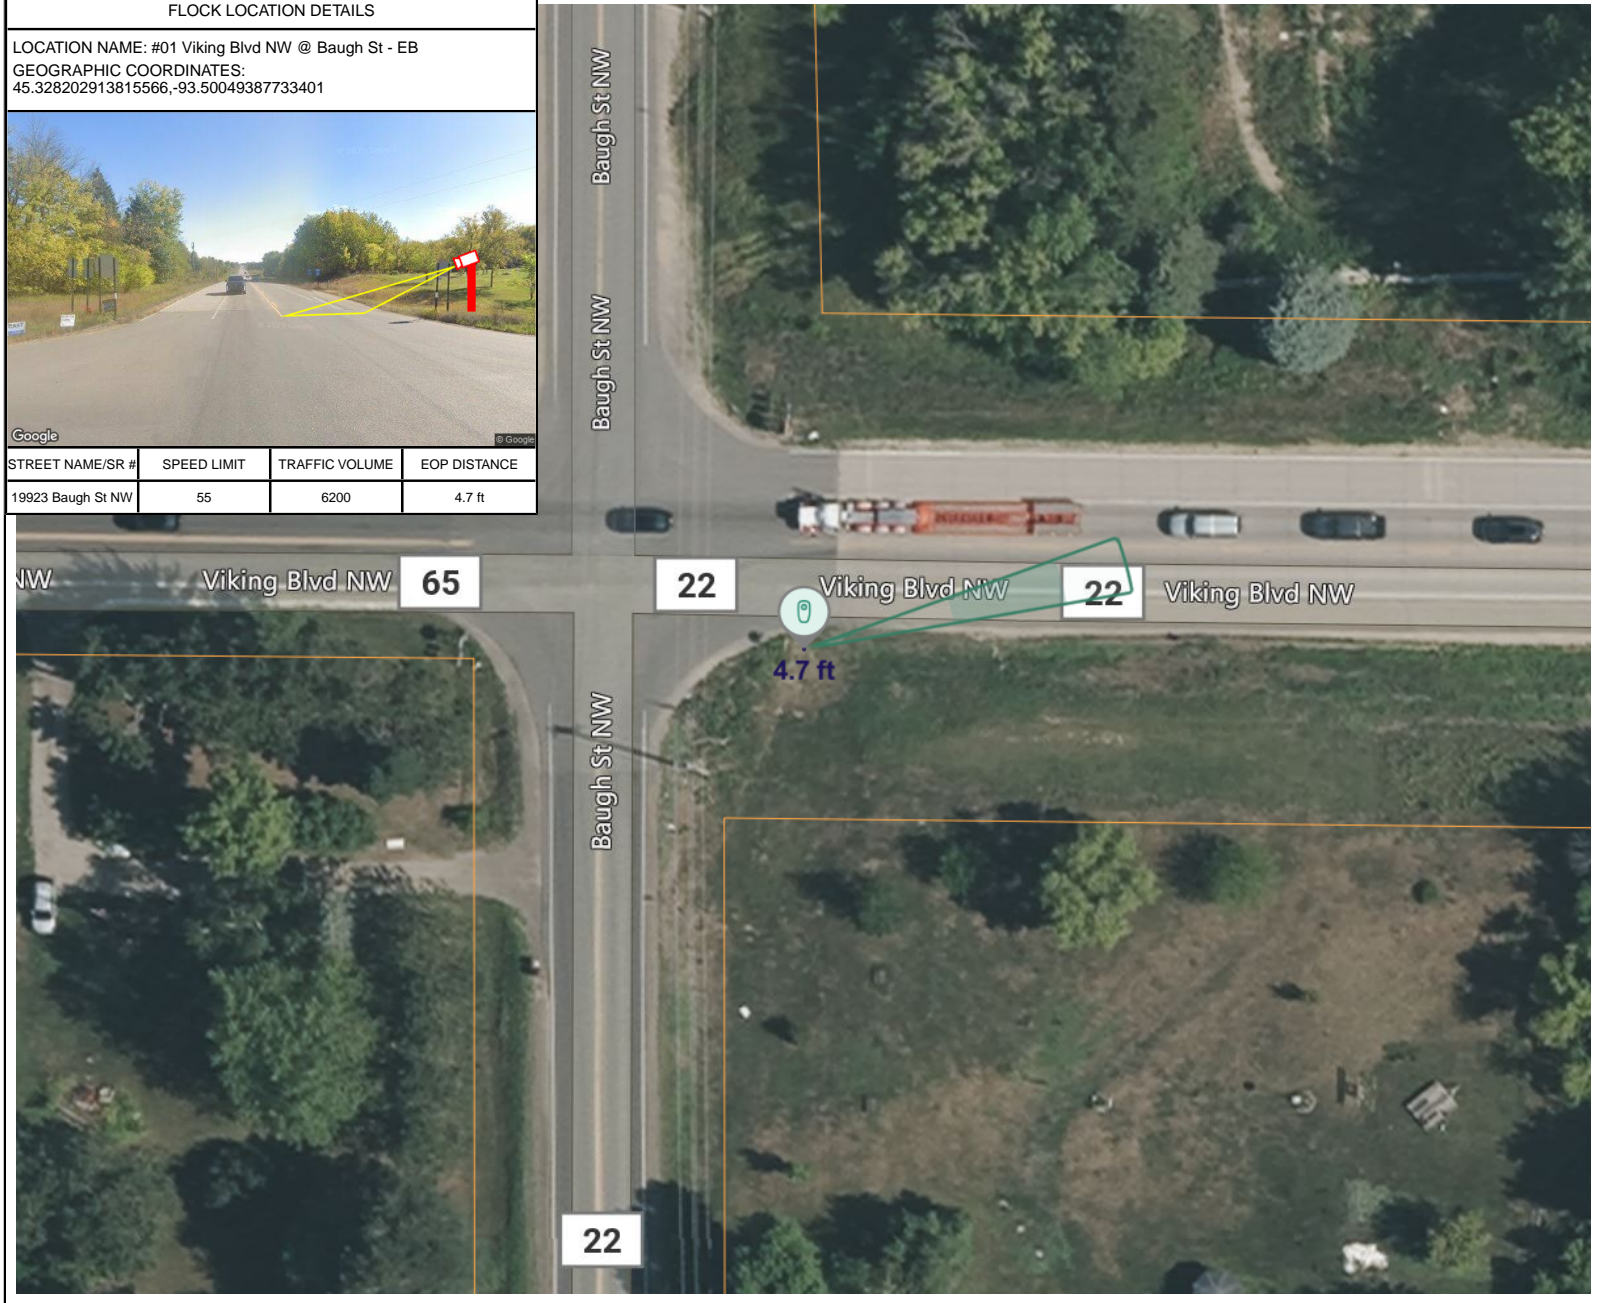 FLOCK LOCATION DETAILS
LOCATION NAME: #01 Viking Blvd NW @ Baugh St - EB
GEOGRAPHIC COORDINATES:
45.328202913815566,-93.50049387733401
Google
© Google
STREET NAME/SR # SPEED LIMIT TRAFFIC VOLUME EOP DISTANCE
19923 Baugh St NW 55 6200 4.7 ft
Baugh St NW
Baugh St NW
NW Viking Blvd NW 65 22 Viking Blvd NW 22 Viking Blvd NW
4.7 ft
Baugh St NW
22